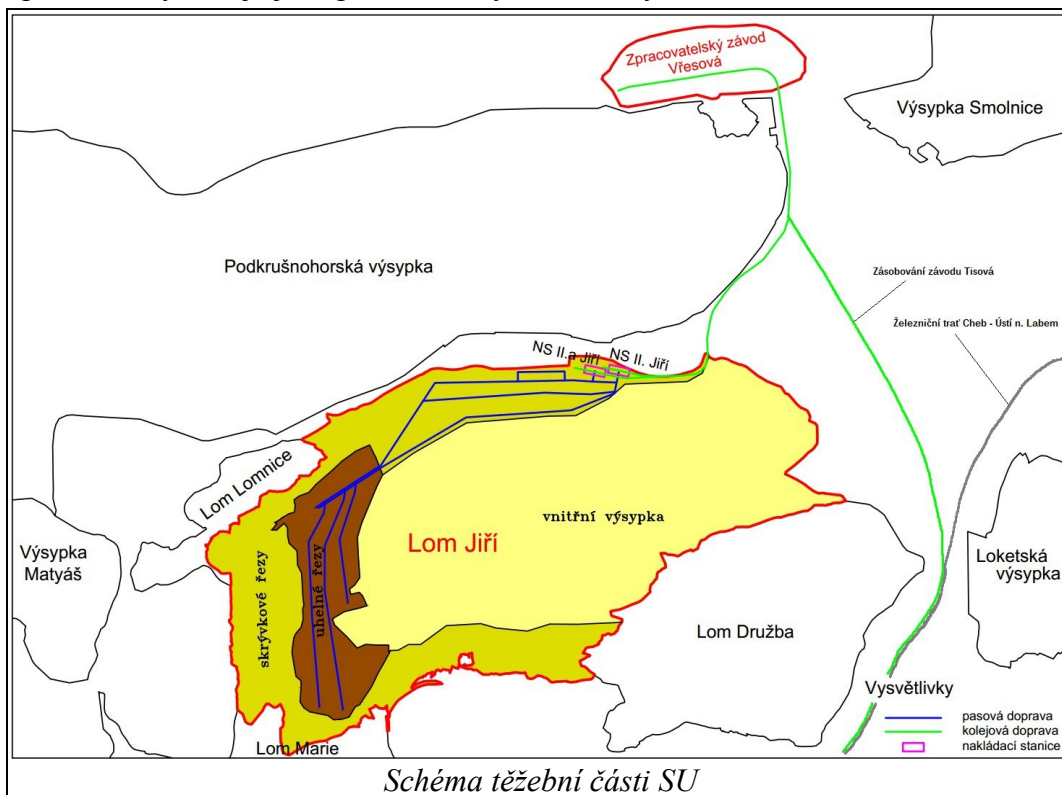 Zpracovatelský závod
Vřesová
Výsypka Smolnice
Podkrušnohorská výsypka
Zásobování závodu Tisová
Železniční trať Cheb - Ústí n. Labem
NS II.a Jiří
NS II. Jiří
Lom Lomnice
vnitřní výsypka
Lom Jiří
Výsypka
Matyáš
skrývkové řezy
uhelné řezy
Loketská
výsypka
Lom Družba
Lom Marie
Vysvětlivky
pasová doprava
kolejová doprava
nakládací stanice
Schéma těžební části SU